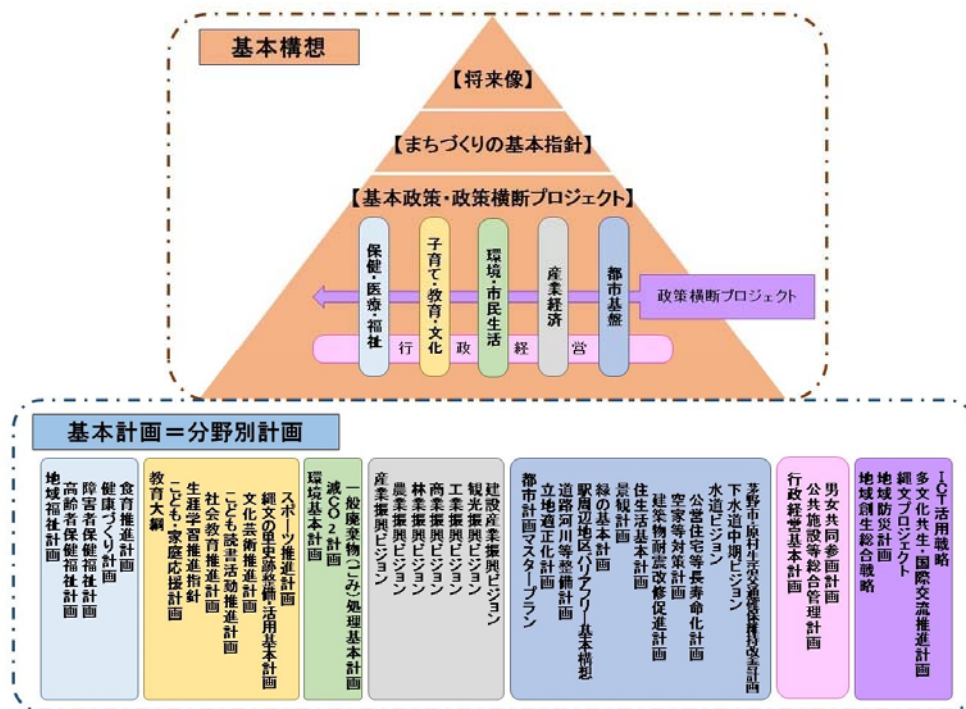 基本構想
【将来像】
【まちづくりの基本指針】
【基本政策・政策横断プロジェクト】
保健・医療・福祉
子育て・教育・文化
環境・市民生活
産業経済
都市基盤
政策横断プロジェクト
行政経営
基本計画＝分野別計画
地域福祉計画
高齢者保健福祉計画
障害者保健福祉計画
健康づくり計画
食育推進計画
教育大綱
こども・家庭応援計画
生涯学習推進指針
社会教育推進計画
こども読書活動推進計画
文化芸術推進計画
縄文の里史跡整備・活用基本計画
スポーツ推進計画
環境基本計画
減CO2計画
一般廃棄物(ごみ)処理基本計画
産業振興ビジョン
農業振興ビジョン
林業振興ビジョン
商業振興ビジョン
工業振興ビジョン
観光振興ビジョン
建設産業振興ビジョン
都市計画マスタープラン
立地適正化計画
道路河川等整備計画
駅周辺地区バリアフリー基本構想
緑の基本計画
景観計画
住生活基本計画
建築物耐震改修促進計画
空家等対策計画
公営住宅等長寿命化計画
水道ビジョン
下水道中期ビジョン
茅野市・原村生活交通確保維持改善計画
行政経営基本計画
公共施設等総合管理計画
男女共同参画計画
地域創生総合戦略
地域防災計画
縄文プロジェクト
多文化共生・国際交流推進計画
ICT活用戦略